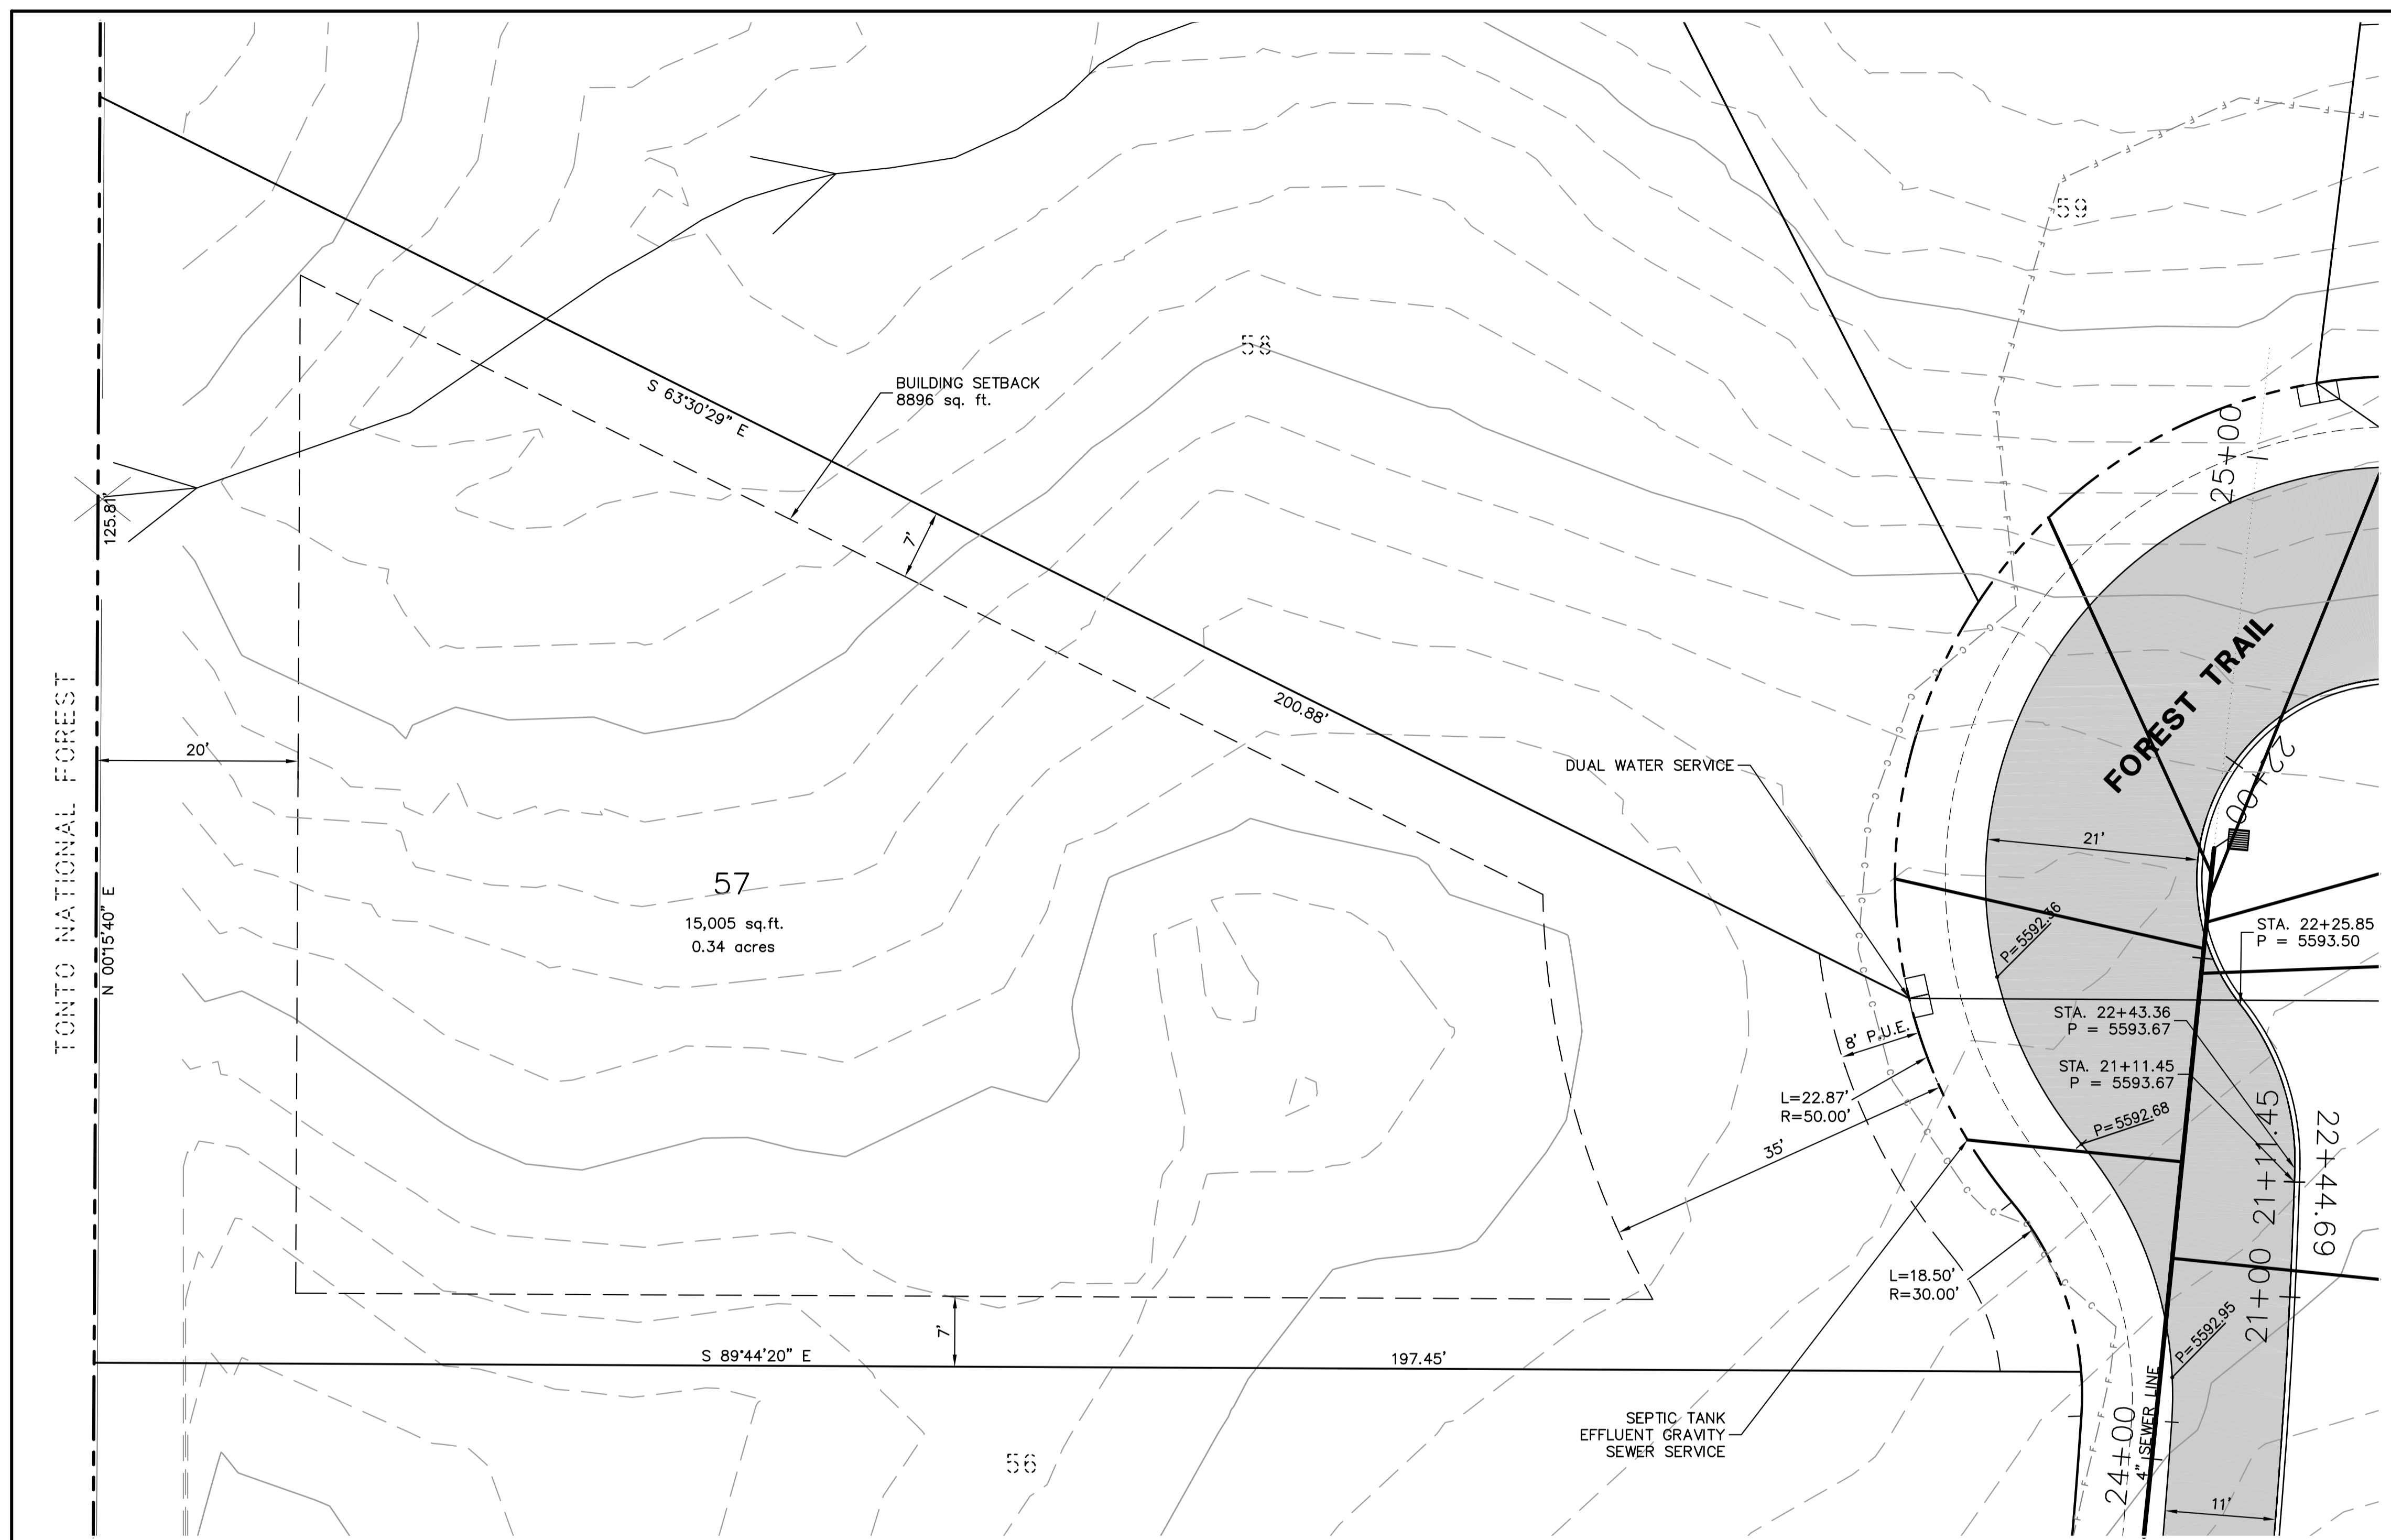 59
58
BUILDING SETBACK
8896 sq. ft.
S 63°30'29" E
7'
125.81'
25+00
FOREST TRAIL
200.88'
20'
DUAL WATER SERVICE
22+00
21'
TONTO NATIONAL FOREST
N 00°15'40" E
57
15,005 sq.ft.
0.34 acres
P=5592.36
STA. 22+25.85
P = 5593.50
STA. 22+43.36
P = 5593.67
8' P.U.E.
STA. 21+11.45
P = 5593.67
L=22.87'
R=50.00'
P=5592.68
35'
21+11.45
22+44.69
L=18.50'
R=30.00'
21+00
7'
P=5592.95
S 89°44'20" E
197.45'
SEPTIC TANK
EFFLUENT GRAVITY
SEWER SERVICE
56
24+00
4" SEWER LINE
11'